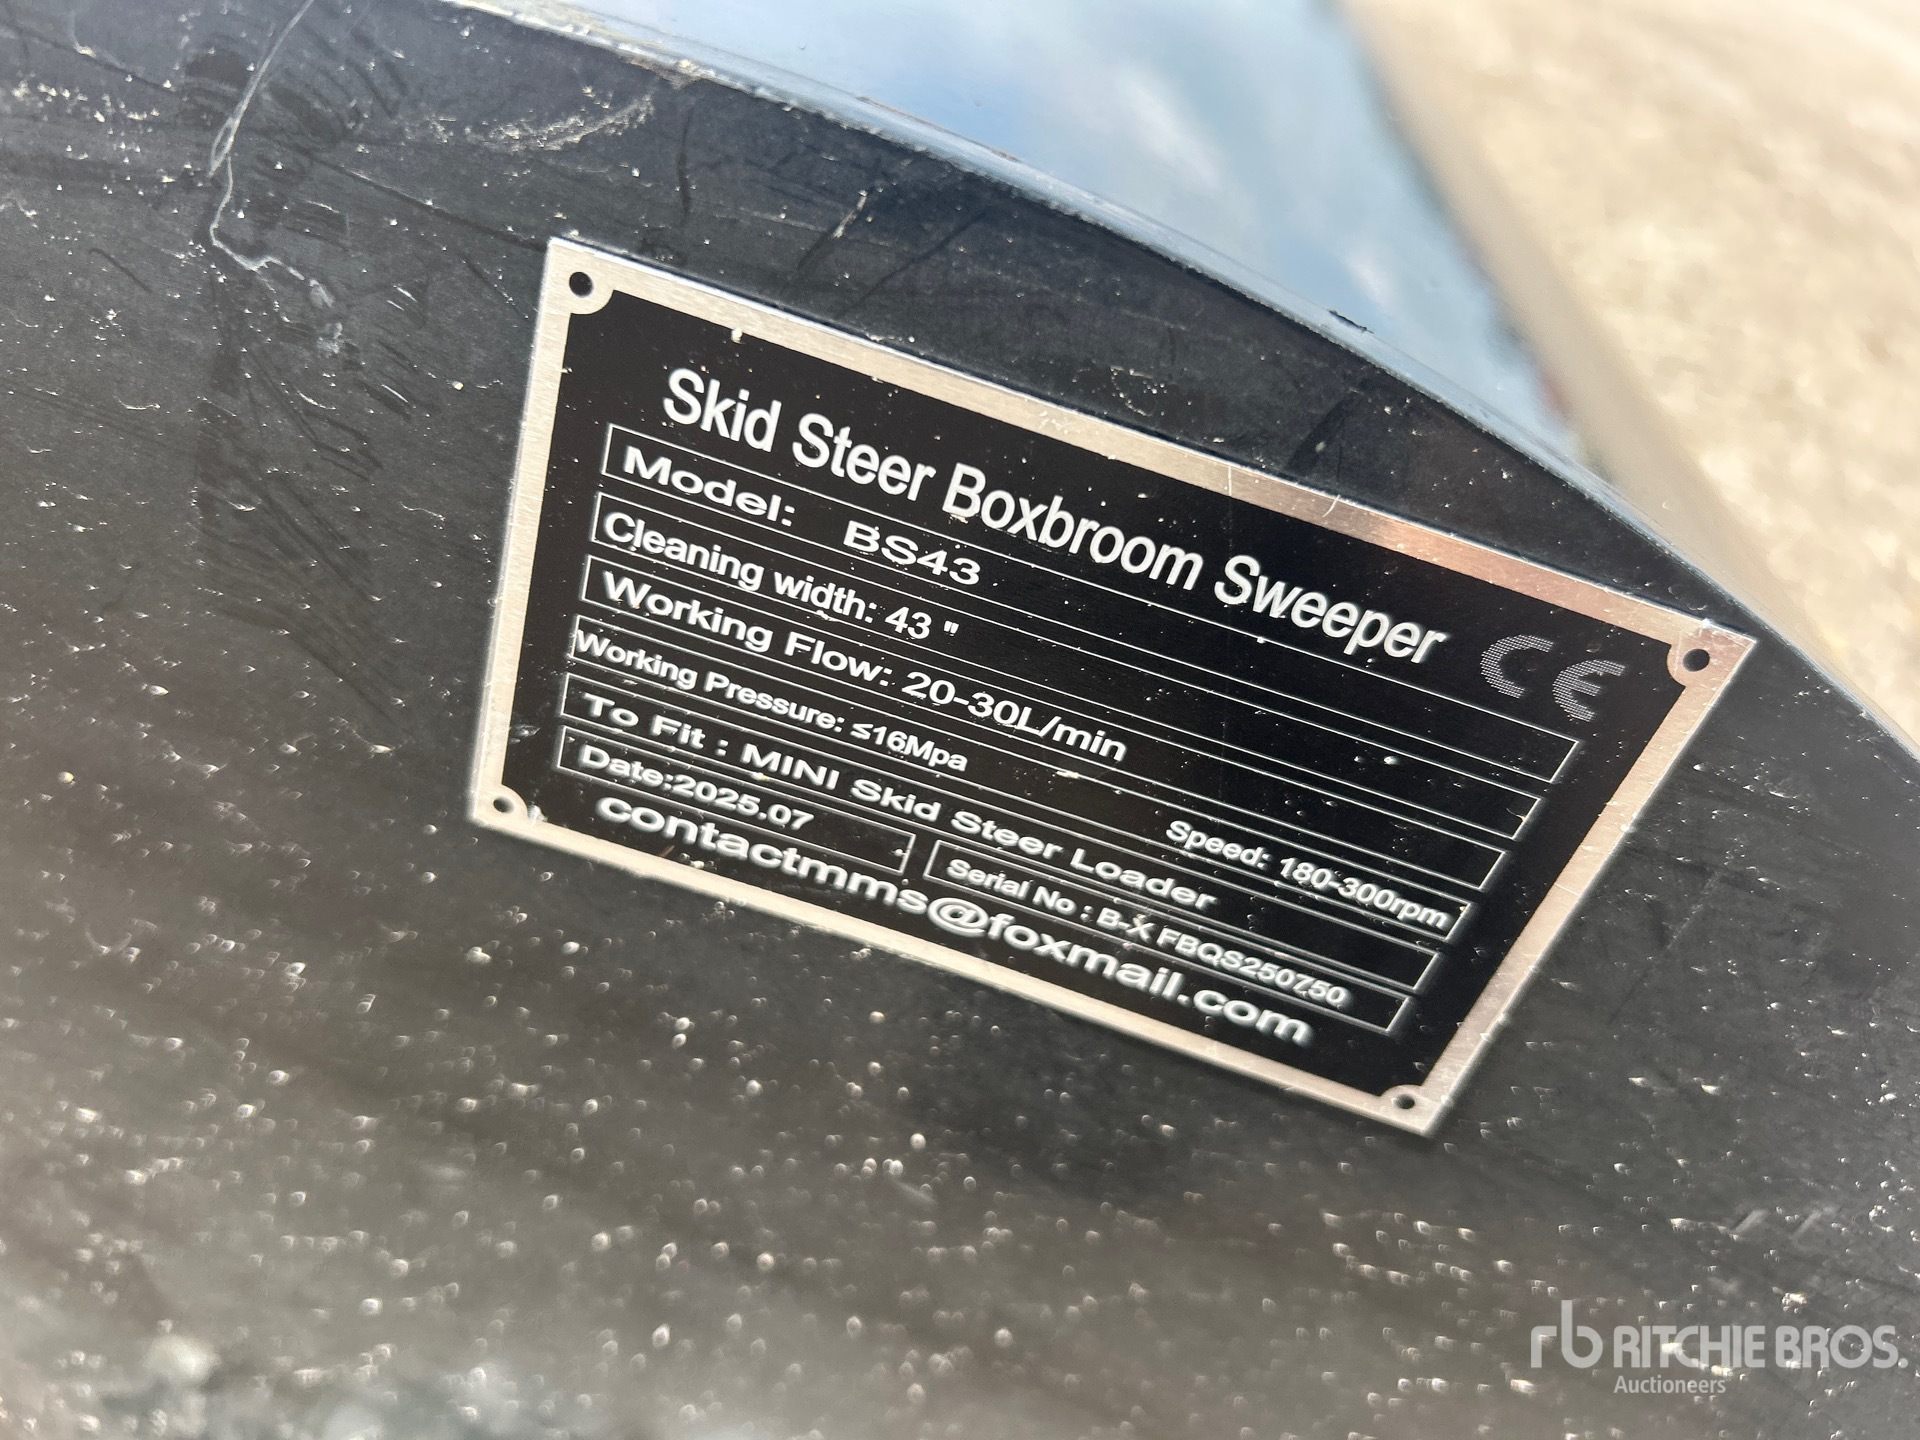 Skid Steer Boxbroom Sweeper CE
Model: BS43
Cleaning width: 43 "
Working Flow: 20-30L/min
Working Pressure: ≤16Mpa Speed: 180-300rpm
To Fit : MINI Skid Steer Loader
Date:2025.07 Serial No : B-X FBQS250750
contactmms@foxmail.com
rb RITCHIE BROS.
Auctioneers